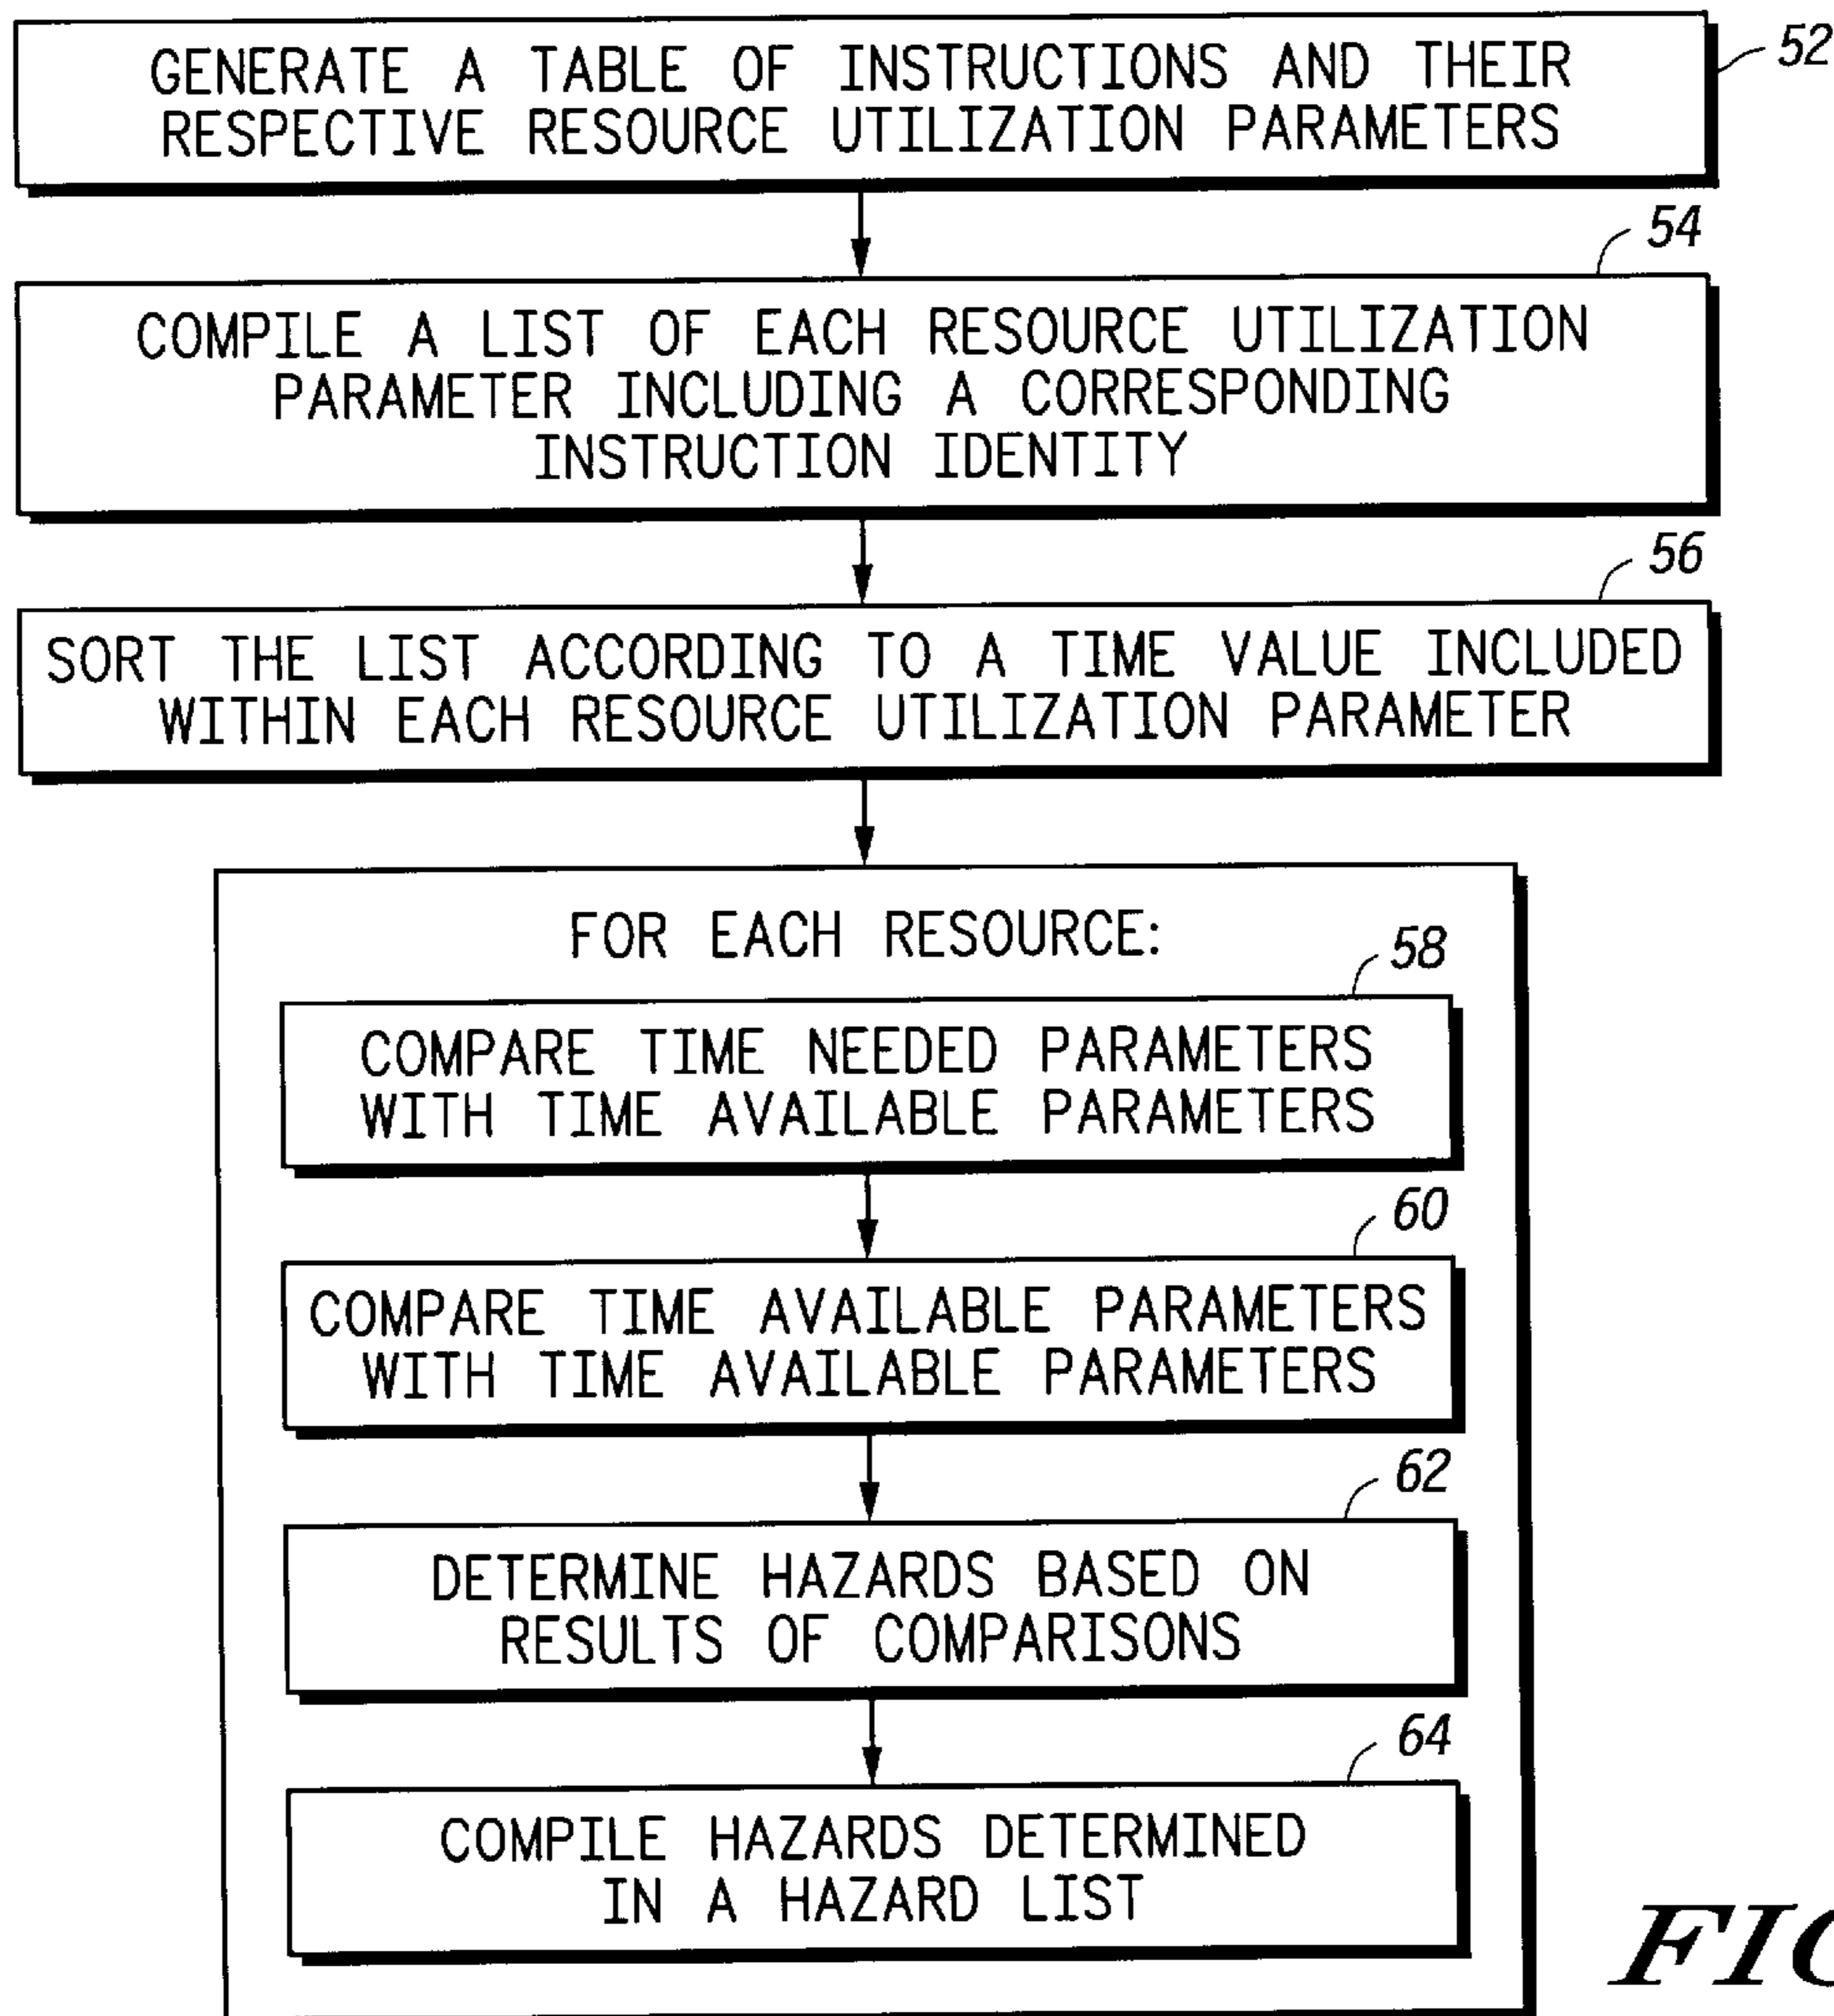 GENERATE A TABLE OF INSTRUCTIONS AND THEIR
RESPECTIVE RESOURCE UTILIZATION PARAMETERS
52
54
COMPILE A LIST OF EACH RESOURCE UTILIZATION
PARAMETER INCLUDING A CORRESPONDING
INSTRUCTION IDENTITY
56
SORT THE LIST ACCORDING TO A TIME VALUE INCLUDED
WITHIN EACH RESOURCE UTILIZATION PARAMETER
FOR EACH RESOURCE:
58
COMPARE TIME NEEDED PARAMETERS
WITH TIME AVAILABLE PARAMETERS
60
COMPARE TIME AVAILABLE PARAMETERS
WITH TIME AVAILABLE PARAMETERS
62
DETERMINE HAZARDS BASED ON
RESULTS OF COMPARISONS
64
COMPILE HAZARDS DETERMINED
IN A HAZARD LIST